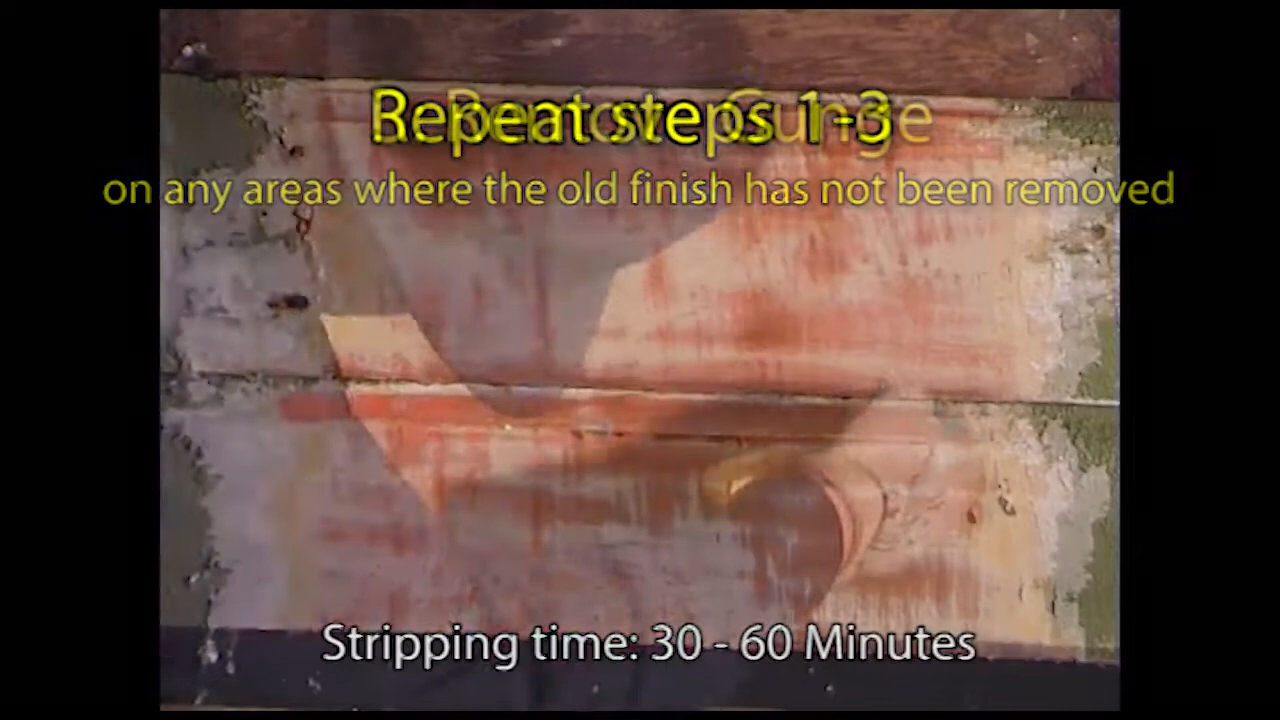 Repeat steps 1-3
on any areas where the old finish has not been removed
Stripping time: 30 - 60 Minutes